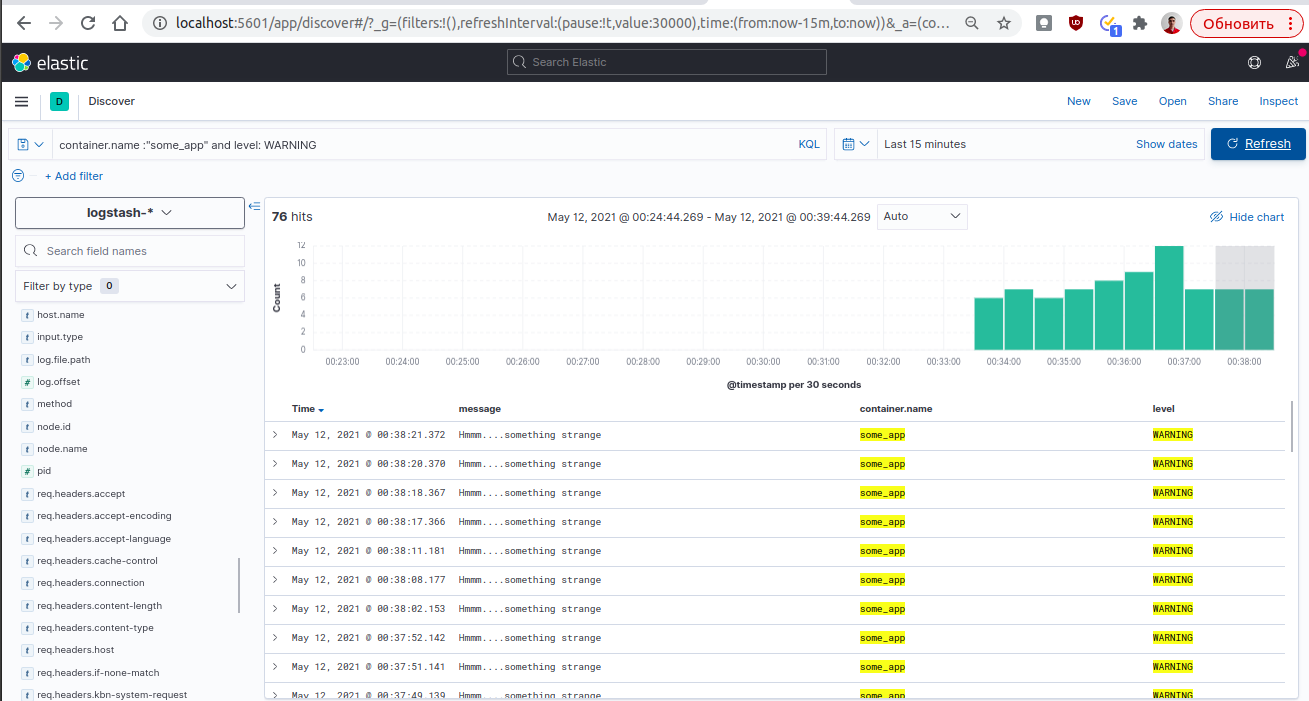 localhost:5601/app/discover#/?_g=(filters:!(),refreshInterval:(pause:!t,value:30000),time:(from:now-15m,to:now))&_a=(co...
1
Обновить
elastic
Search Elastic
D
Discover
New Save Open Share Inspect
container.name :"some_app" and level: WARNING
KQL
Last 15 minutes
Show dates
Refresh
+ Add filter
logstash-*
Search field names
Filter by type 0
t host.name
t input.type
t log.file.path
# log.offset
t method
t node.id
t node.name
# pid
t req.headers.accept
t req.headers.accept-encoding
t req.headers.accept-language
t req.headers.cache-control
t req.headers.connection
t req.headers.content-length
t req.headers.content-type
t req.headers.host
t req.headers.if-none-match
t req.headers.kbn-system-request
76 hits
May 12, 2021 @ 00:24:44.269 - May 12, 2021 @ 00:39:44.269
Auto
Hide chart
Count
12
10
8
6
4
2
0
00:23:00 00:24:00 00:25:00 00:26:00 00:27:00 00:28:00 00:29:00 00:30:00 00:31:00 00:32:00 00:33:00 00:34:00 00:35:00 00:36:00 00:37:00 00:38:00
@timestamp per 30 seconds
Time message container.name level
May 12, 2021 @ 00:38:21.372 Hmmm....something strange some_app WARNING
May 12, 2021 @ 00:38:20.370 Hmmm....something strange some_app WARNING
May 12, 2021 @ 00:38:18.367 Hmmm....something strange some_app WARNING
May 12, 2021 @ 00:38:17.366 Hmmm....something strange some_app WARNING
May 12, 2021 @ 00:38:11.181 Hmmm....something strange some_app WARNING
May 12, 2021 @ 00:38:08.177 Hmmm....something strange some_app WARNING
May 12, 2021 @ 00:38:02.153 Hmmm....something strange some_app WARNING
May 12, 2021 @ 00:37:52.142 Hmmm....something strange some_app WARNING
May 12, 2021 @ 00:37:51.141 Hmmm....something strange some_app WARNING
May 12, 2021 @ 00:37:49.139 Hmmm....something strange some_app WARNING